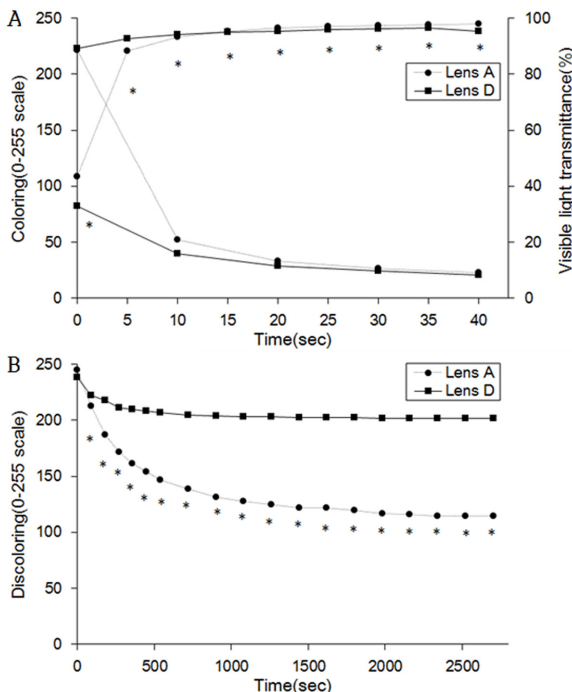 A
250
200
150
100
50
0
Coloring(0-255 scale)
100
80
60
40
20
0
Visible light transmittance(%)
Lens A
Lens D
* * * * * * * * *
0 5 10 15 20 25 30 35 40
Time(sec)
B
250
200
150
100
50
0
Discoloring(0-255 scale)
Lens A
Lens D
* * * * * * * * * * * * * * * * * *
0 500 1000 1500 2000 2500
Time(sec)